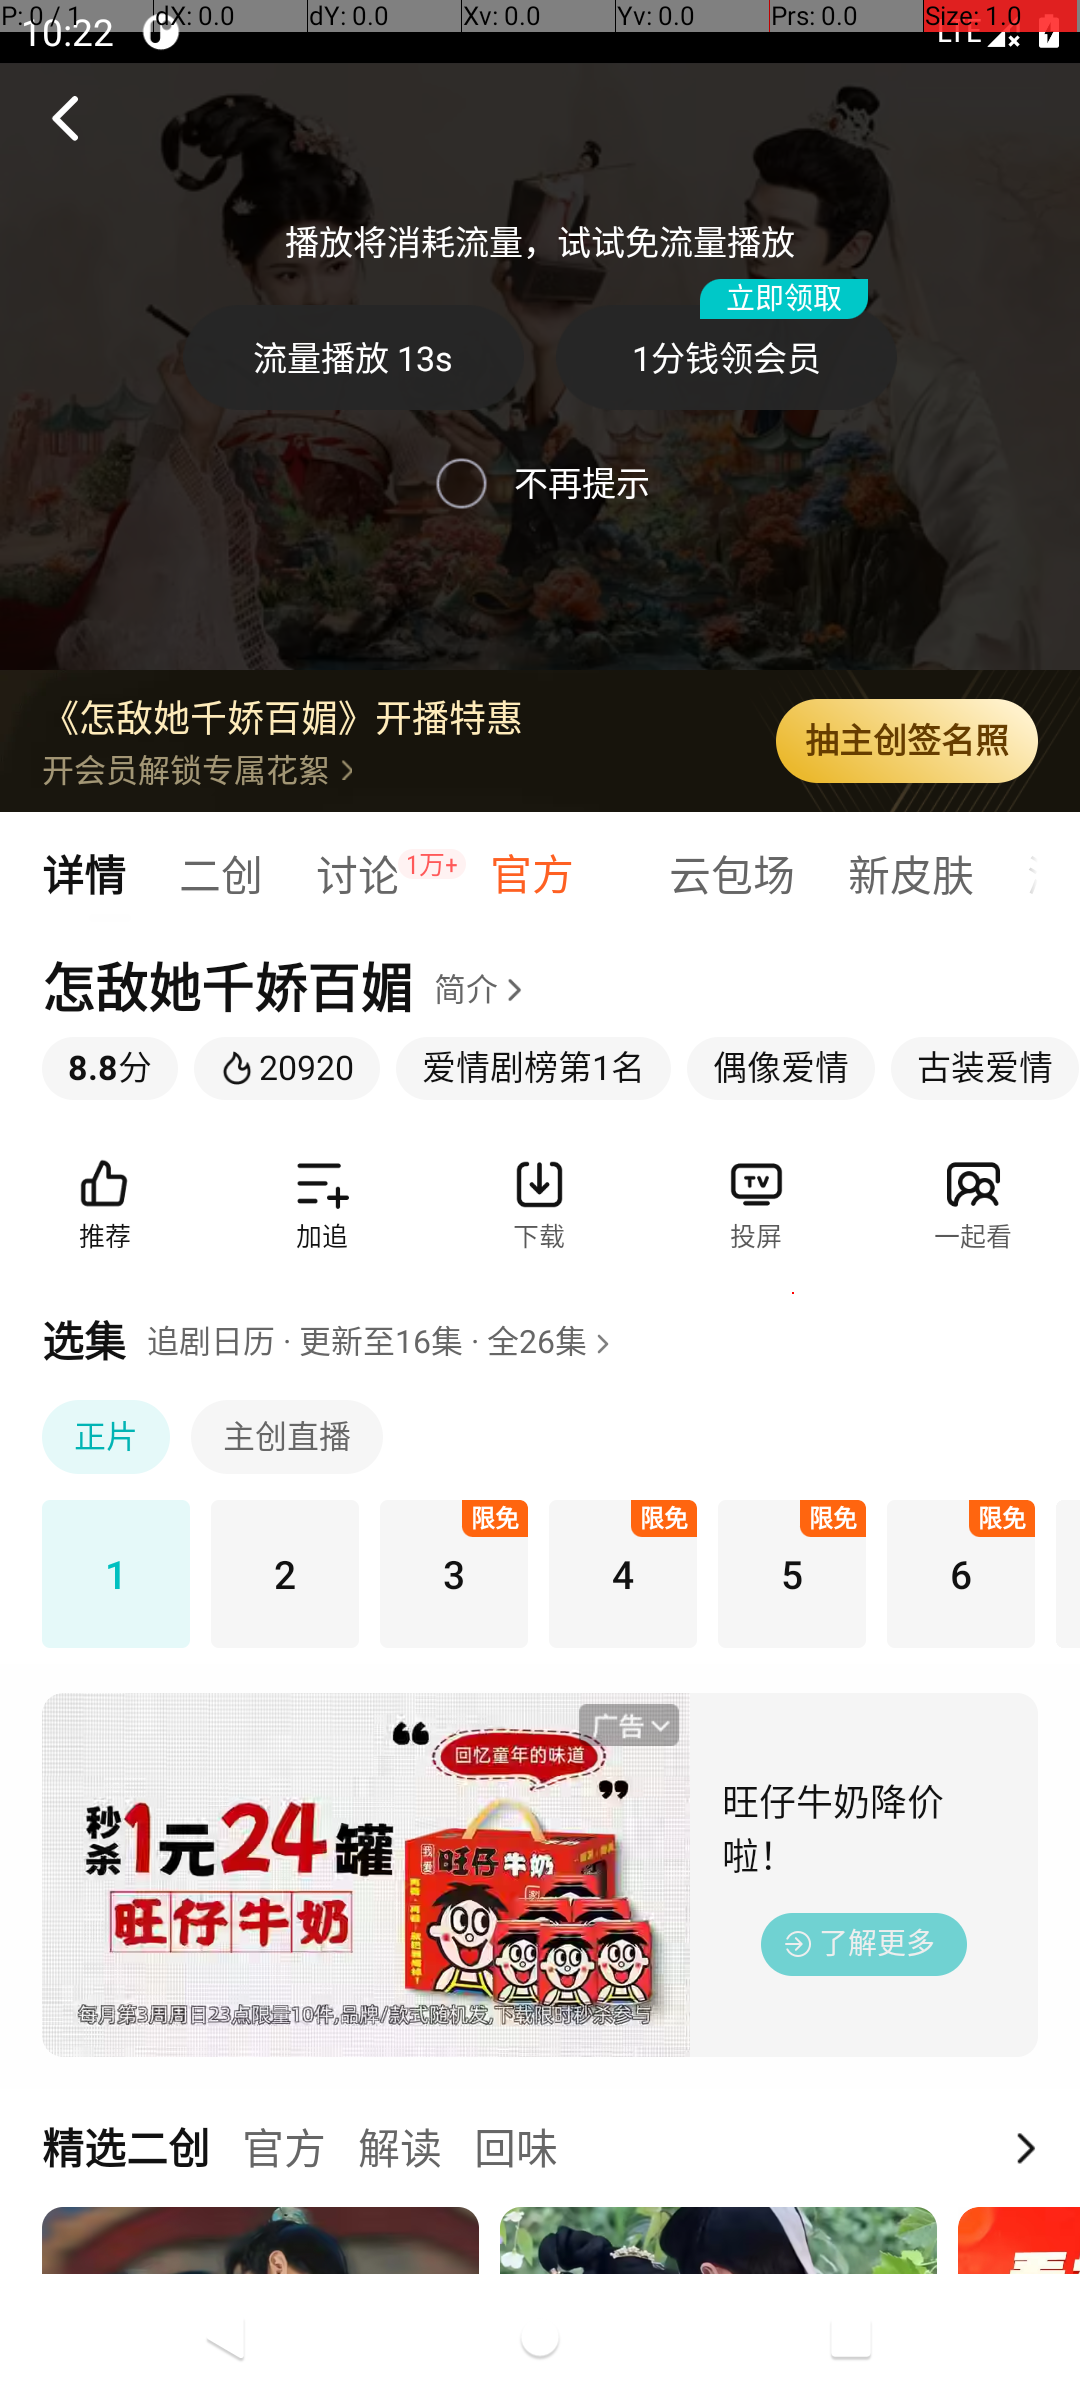 P: 0 / 1 dX: 0.0 dY: 0.0 Xv: 0.0 Yv: 0.0 Prs: 0.0 Size: 1.0
10:22 LTE
播放将消耗流量，试试免流量播放
立即领取
流量播放 13s 1分钱领会员
不再提示
《怎敌她千娇百媚》开播特惠
开会员解锁专属花絮
抽主创签名照
详情 二创 讨论 1万+ 官方 云包场 新皮肤
怎敌她千娇百媚 简介
8.8分 20920 爱情剧榜第1名 偶像爱情 古装爱情
TV
推荐 加追 下载 投屏 一起看
选集 追剧日历 · 更新至16集 · 全26集
正片 主创直播
限免 限免 限免 限免
1 2 3 4 5 6
广告
“回忆童年的味道”
秒杀1元24罐
旺仔牛奶
我爱旺仔牛奶
每月第3周周日23点限量10件,品牌/款式随机发,下载限时秒杀参与
旺仔牛奶降价
啦！
了解更多
精选二创 官方 解读 回味